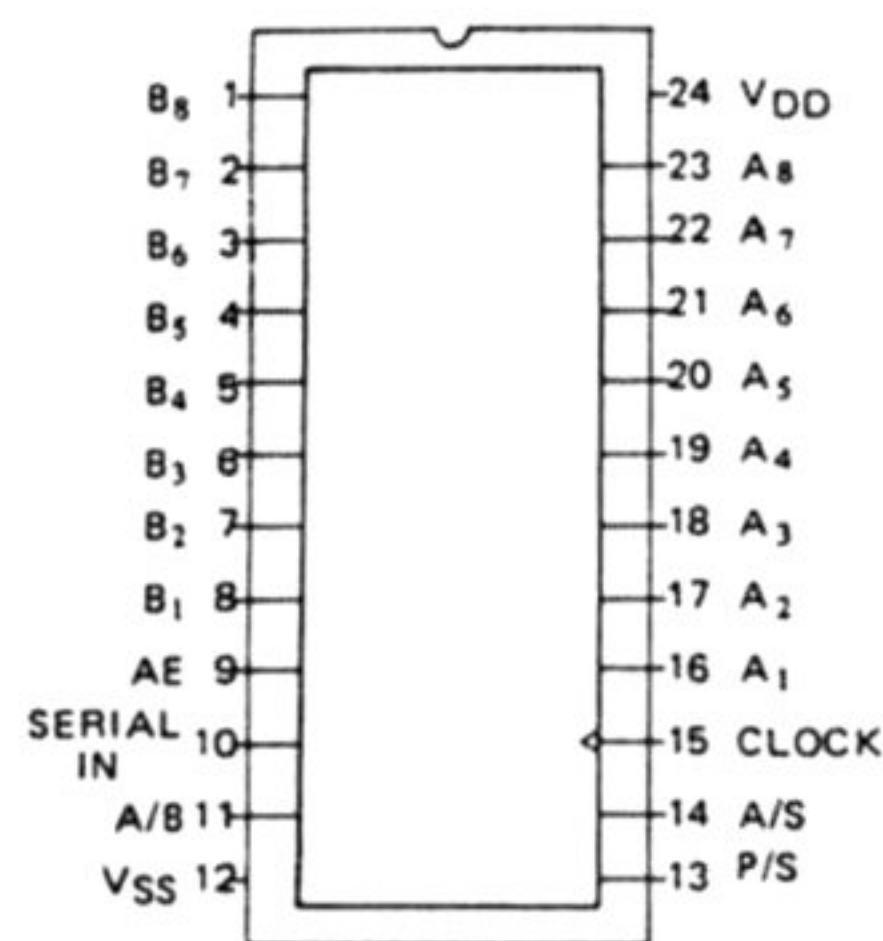 B₈ 1 24 V_DD
B₇ 2 23 A₈
B₆ 3 22 A₇
B₅ 4 21 A₆
B₄ 5 20 A₅
B₃ 6 19 A₄
B₂ 7 18 A₃
B₁ 8 17 A₂
AE 9 16 A₁
SERIAL IN 10 15 CLOCK
A/B 11 14 A/S
V_SS 12 13 P/S